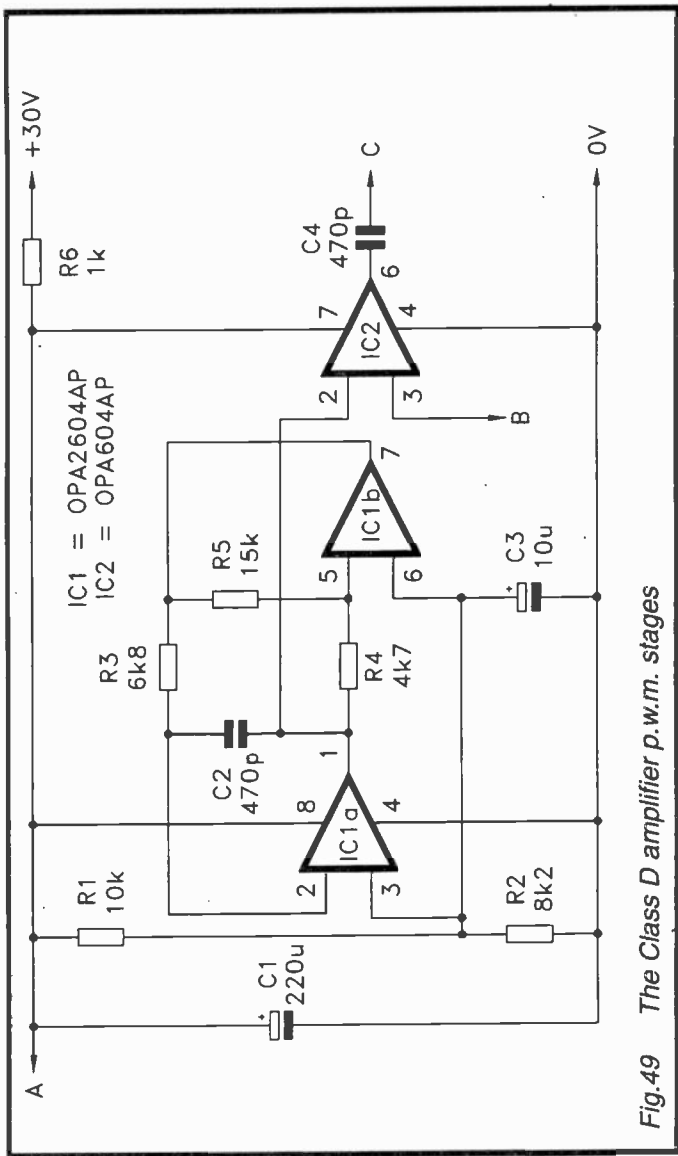 A
+30V
R6
1k
IC1 = OPA2604AP
IC2 = OPA604AP
C1
220u
R1
10k
R2
8k2
R3
6k8
C2
470p
R5
15k
R4
4k7
IC1a
2
3
8
1
4
IC1b
5
6
7
C3
10u
IC2
2
3
7
6
4
C4
470p
B
C
0V
Fig.49 The Class D amplifier p.w.m. stages